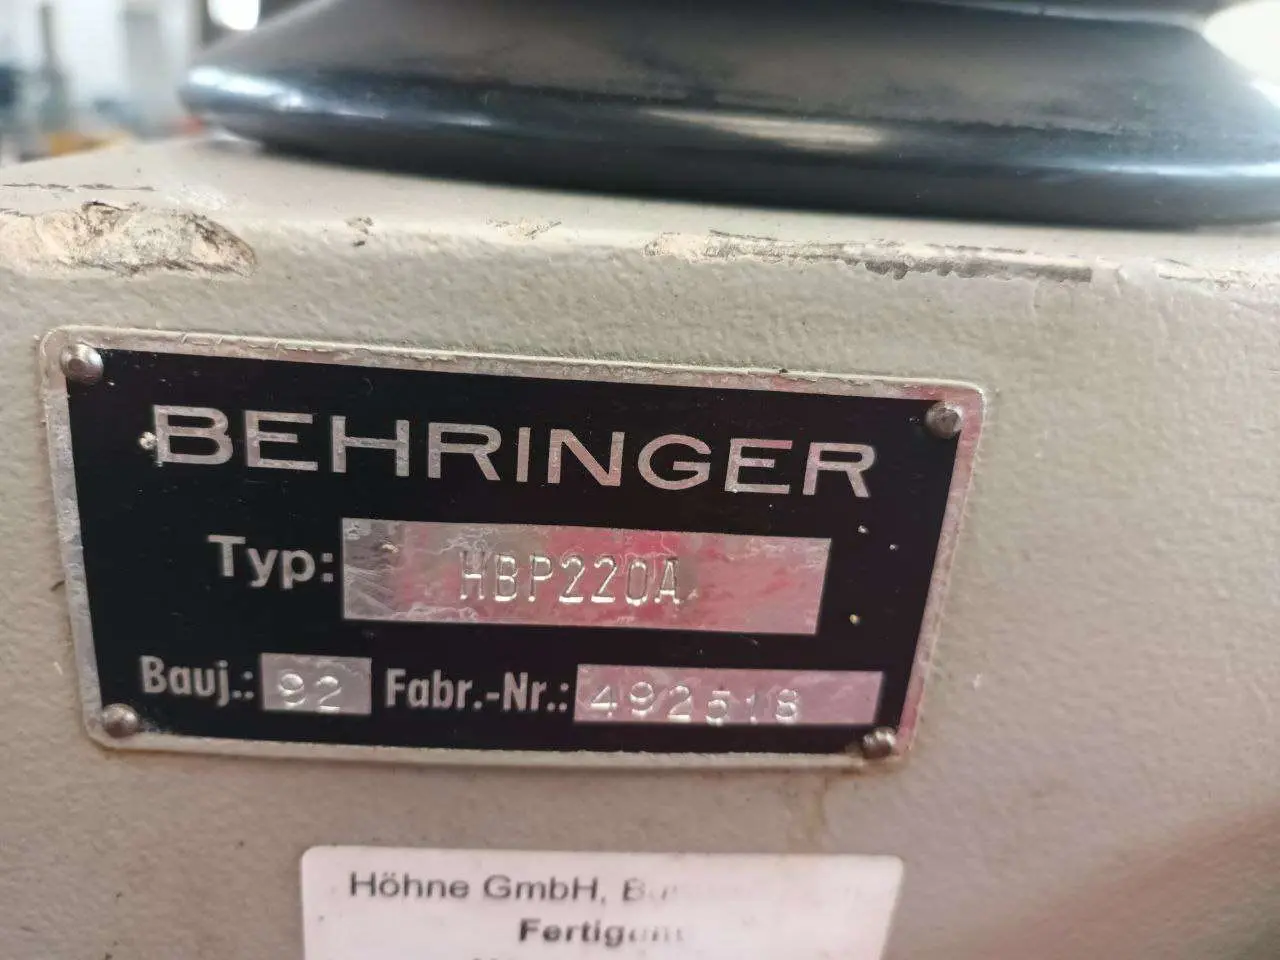 BEHRINGER
Typ: HBP220A
Bauj.: 92 Fabr.-Nr.: 492518
Höhne GmbH,